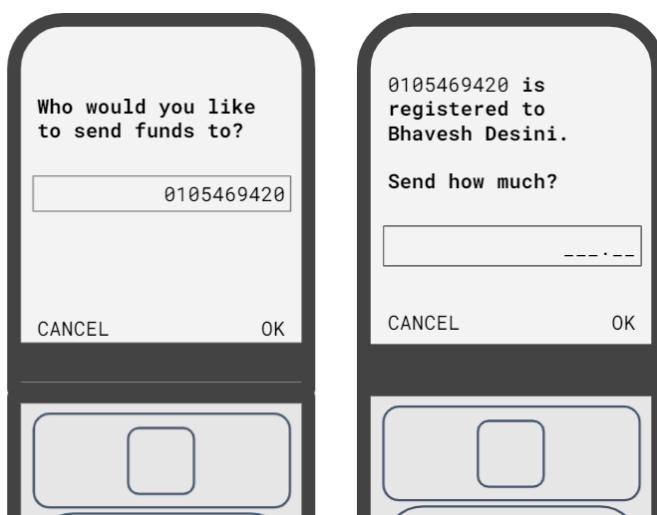 Who would you like
to send funds to?
0105469420
CANCEL OK
0105469420 is
registered to
Bhavesh Desini.
Send how much?
___.__
CANCEL OK